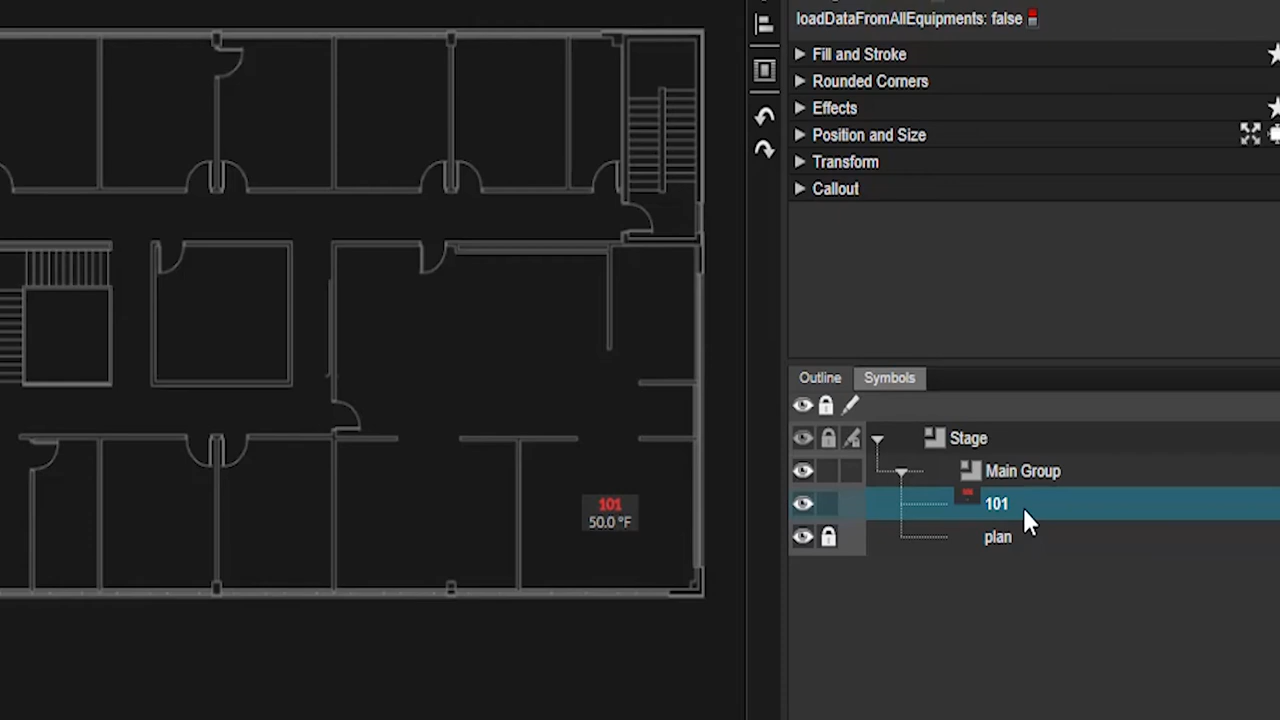 loadDataFromAllEquipments: false
Fill and Stroke
Rounded Corners
Effects
Position and Size
Transform
Callout
Outline Symbols
Stage
Main Group
101
plan
101
50.0 °F